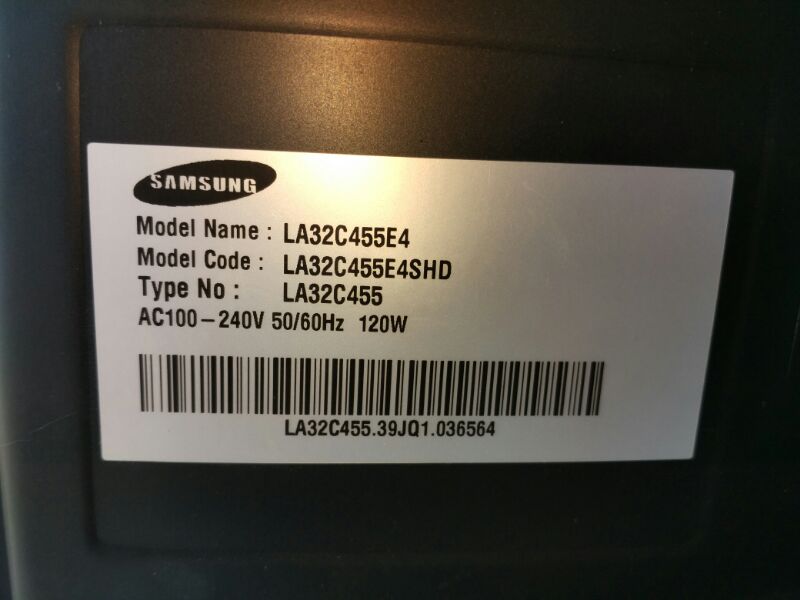 SAMSUNG
Model Name : LA32C455E4
Model Code : LA32C455E4SHD
Type No : LA32C455
AC100-240V 50/60Hz 120W
LA32C455.39JQ1.036564